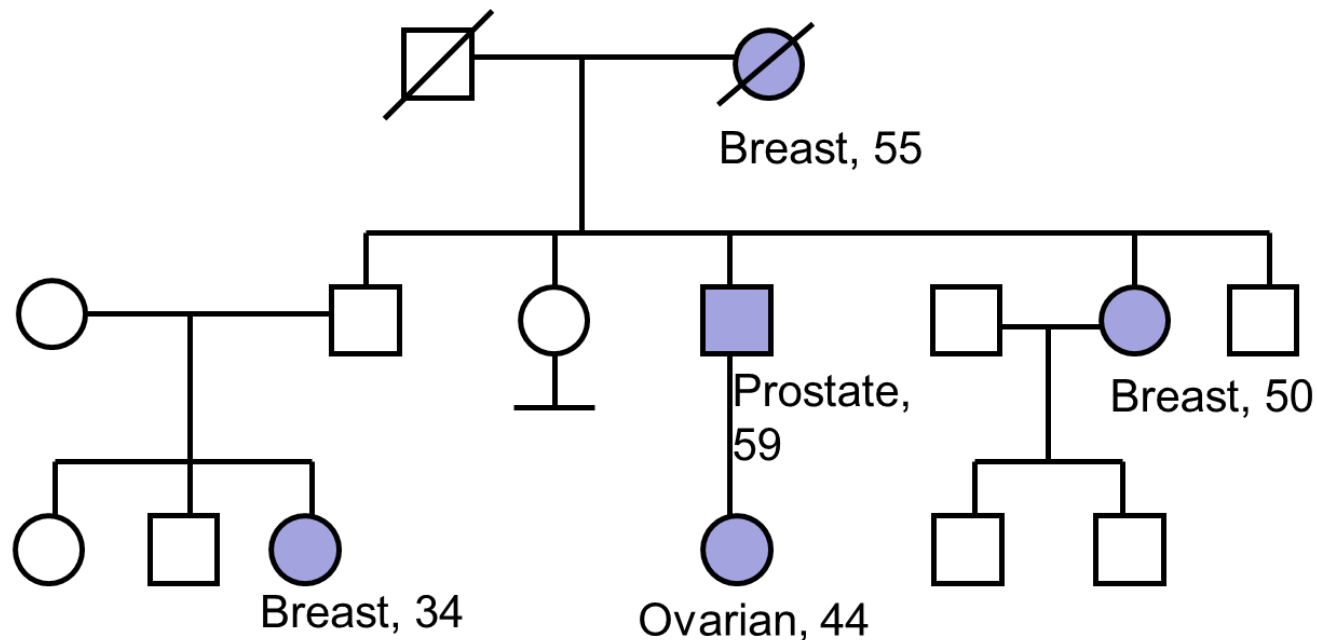 Breast, 55
Prostate,
59
Breast, 50
Breast, 34
Ovarian, 44